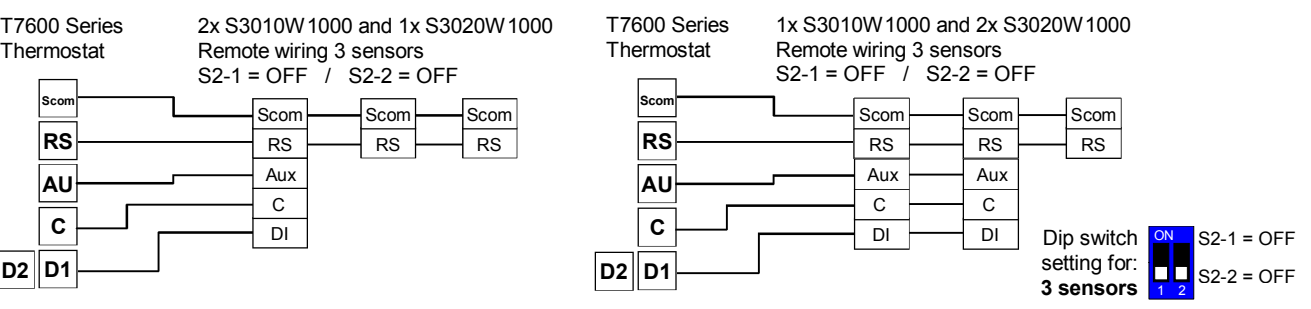 T7600 Series
Thermostat
2x S3010W1000 and 1x S3020W1000
Remote wiring 3 sensors
S2-1 = OFF / S2-2 = OFF
Scom
RS
AU
C
D2 D1
Scom Scom Scom
RS RS RS
Aux
C
DI
T7600 Series
Thermostat
1x S3010W1000 and 2x S3020W1000
Remote wiring 3 sensors
S2-1 = OFF / S2-2 = OFF
Scom
RS
AU
C
D2 D1
Scom Scom Scom
RS RS RS
Aux Aux
C C
DI DI
Dip switch
setting for:
3 sensors
ON
1 2
S2-1 = OFF
S2-2 = OFF